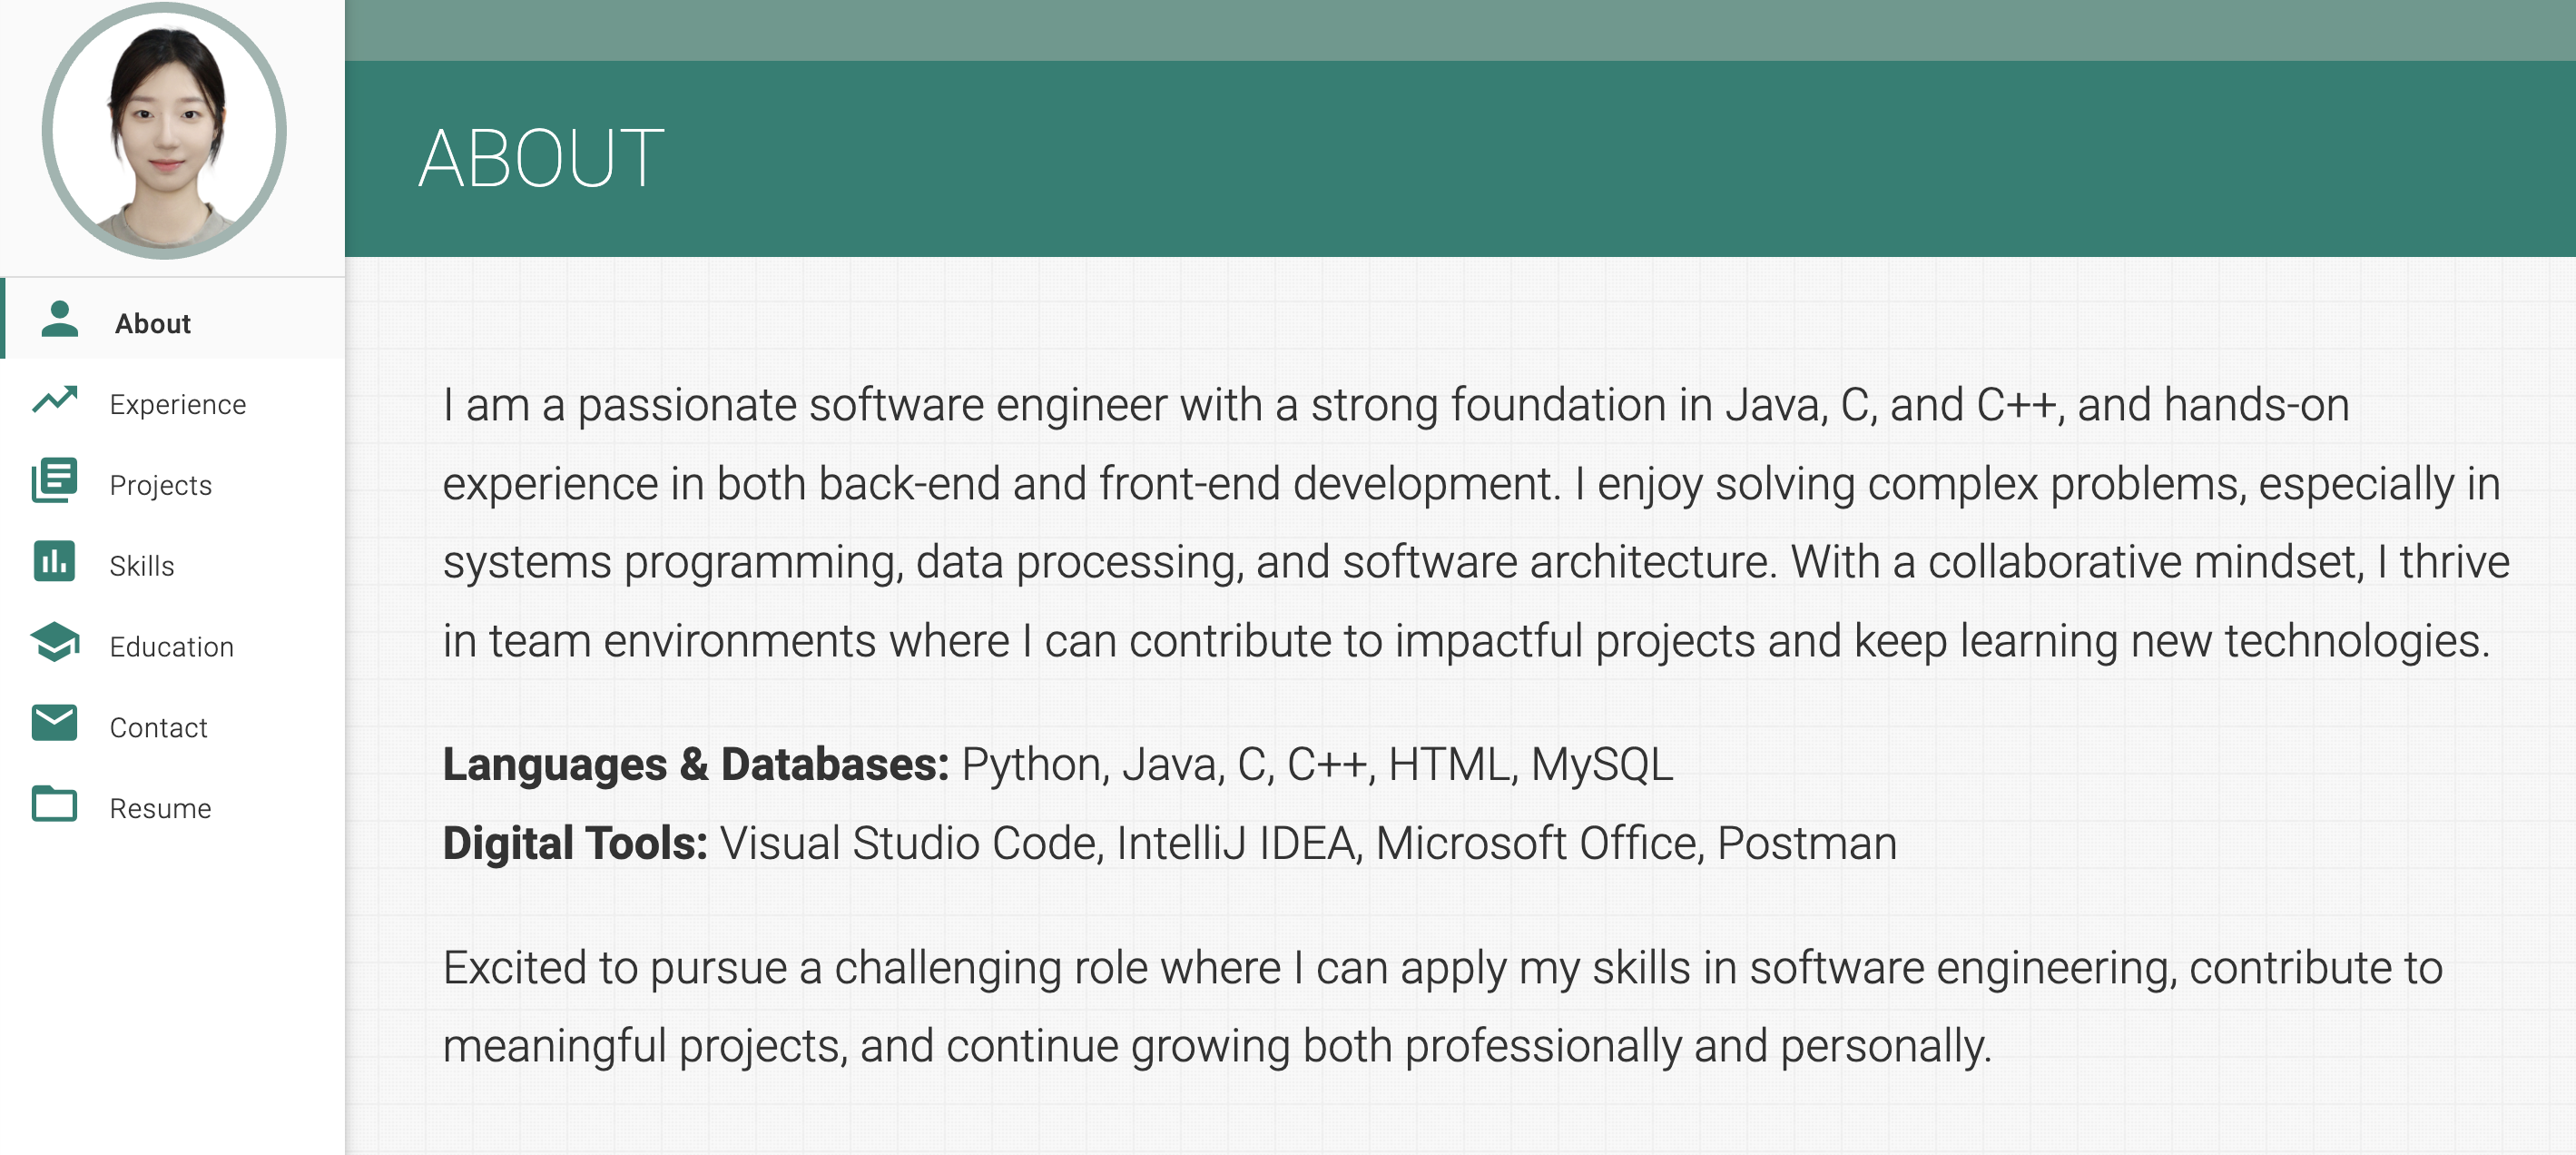 About
Experience
Projects
Skills
Education
Contact
Resume
ABOUT
I am a passionate software engineer with a strong foundation in Java, C, and C++, and hands-on
experience in both back-end and front-end development. I enjoy solving complex problems, especially in
systems programming, data processing, and software architecture. With a collaborative mindset, I thrive
in team environments where I can contribute to impactful projects and keep learning new technologies.
Languages & Databases: Python, Java, C, C++, HTML, MySQL
Digital Tools: Visual Studio Code, IntelliJ IDEA, Microsoft Office, Postman
Excited to pursue a challenging role where I can apply my skills in software engineering, contribute to
meaningful projects, and continue growing both professionally and personally.